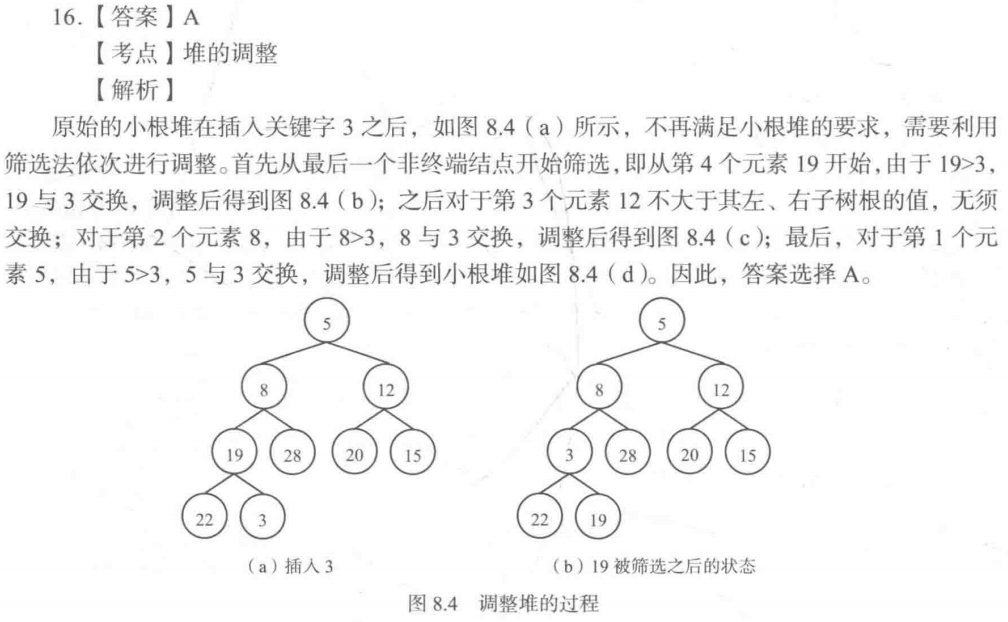 16.【答案】A
【考点】堆的调整
【解析】
原始的小根堆在插入关键字 3 之后，如图 8.4（a）所示，不再满足小根堆的要求，需要利用
筛选法依次进行调整。首先从最后一个非终端结点开始筛选，即从第 4 个元素 19 开始，由于 19>3，
19 与 3 交换，调整后得到图 8.4（b）；之后对于第 3 个元素 12 不大于其左、右子树根的值，无须
交换；对于第 2 个元素 8，由于 8>3，8 与 3 交换，调整后得到图 8.4（c）；最后，对于第 1 个元
素 5，由于 5>3，5 与 3 交换，调整后得到小根堆如图 8.4（d）。因此，答案选择 A。
5 5
8 12 8 12
19 28 20 15 3 28 20 15
22 3 22 19
（a）插入 3 （b）19 被筛选之后的状态
图 8.4 调整堆的过程